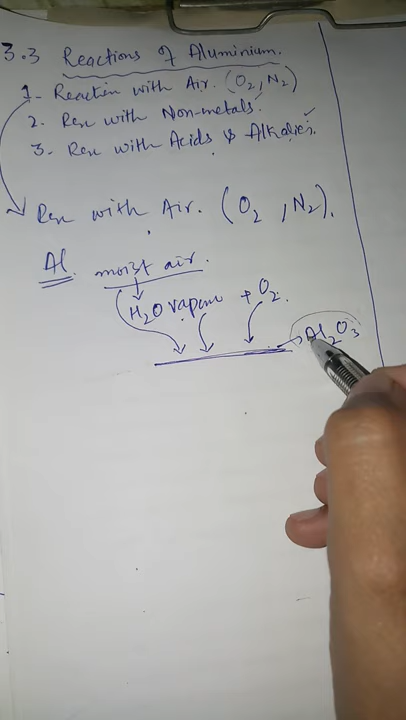 3.3 Reactions of Aluminium.
1- Reaction with Air. (O2, N2)
2. Rxn with Non-metals.
3- Rxn with Acids & Alkalies.
Rxn with Air. (O2, N2).
Al. moist air.
H2O vapour + O2.
Al2O3